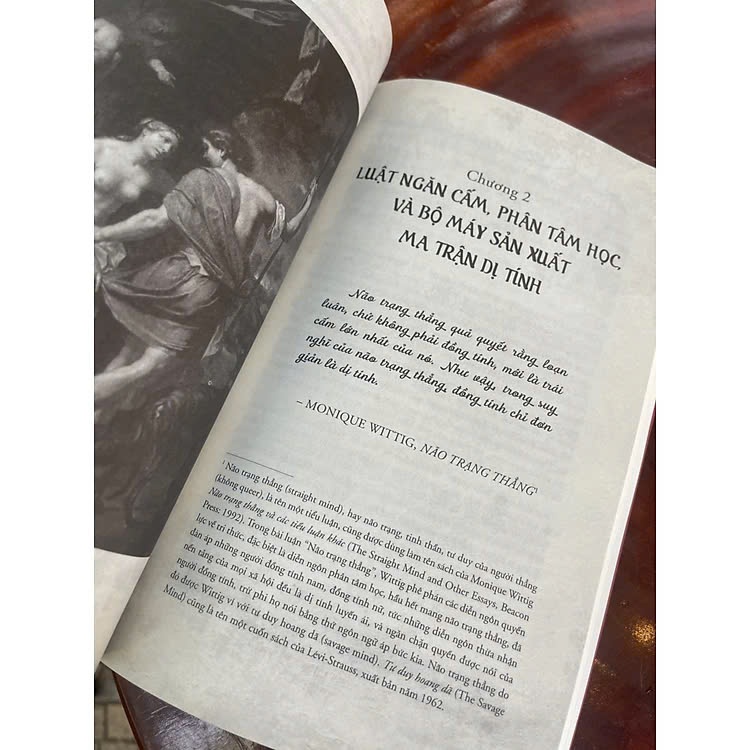 Chương 2
LUẬT NGĂN CẤM, PHÂN TÂM HỌC,
VÀ BỘ MÁY SẢN XUẤT
MA TRẬN DỊ TÍNH
Não trạng thẳng quả quyết rằng loạn
luân, chứ không phải đồng tính, mới là trái
cấm lớn nhất của nó. Như vậy, trong suy
nghĩ của não trạng thẳng, đồng tính chỉ đơn
giản là dị tính.
– MONIQUE WITTIG, NÃO TRẠNG THẲNG¹
¹ Não trạng thẳng (straight mind), hay não trạng, tinh thần, tư duy của người thẳng
(không queer), là tên một tiểu luận, cũng được dùng làm tên sách của Monique Wittig
Não trạng thẳng và các tiểu luận khác (The Straight Mind and Other Essays, Beacon
Press: 1992). Trong bài luận “Não trạng thẳng”, Wittig phê phán các diễn ngôn quyền
lực về tri thức, đặc biệt là diễn ngôn phân tâm học, hầu hết mang não trạng thẳng, đã
đàn áp những người đồng tính nam, đồng tính nữ, tức những diễn ngôn thừa nhận
nền tảng của mọi xã hội đều là dị tính luyến ái, và ngăn chặn quyền được nói của
người đồng tính, trừ phi họ nói bằng thứ ngôn ngữ áp bức kia. Não trạng thẳng do
đó được Wittig ví với tư duy hoang dã (savage mind). Tư duy hoang dã (The Savage
Mind) cũng là tên một cuốn sách của Lévi-Strauss, xuất bản năm 1962.